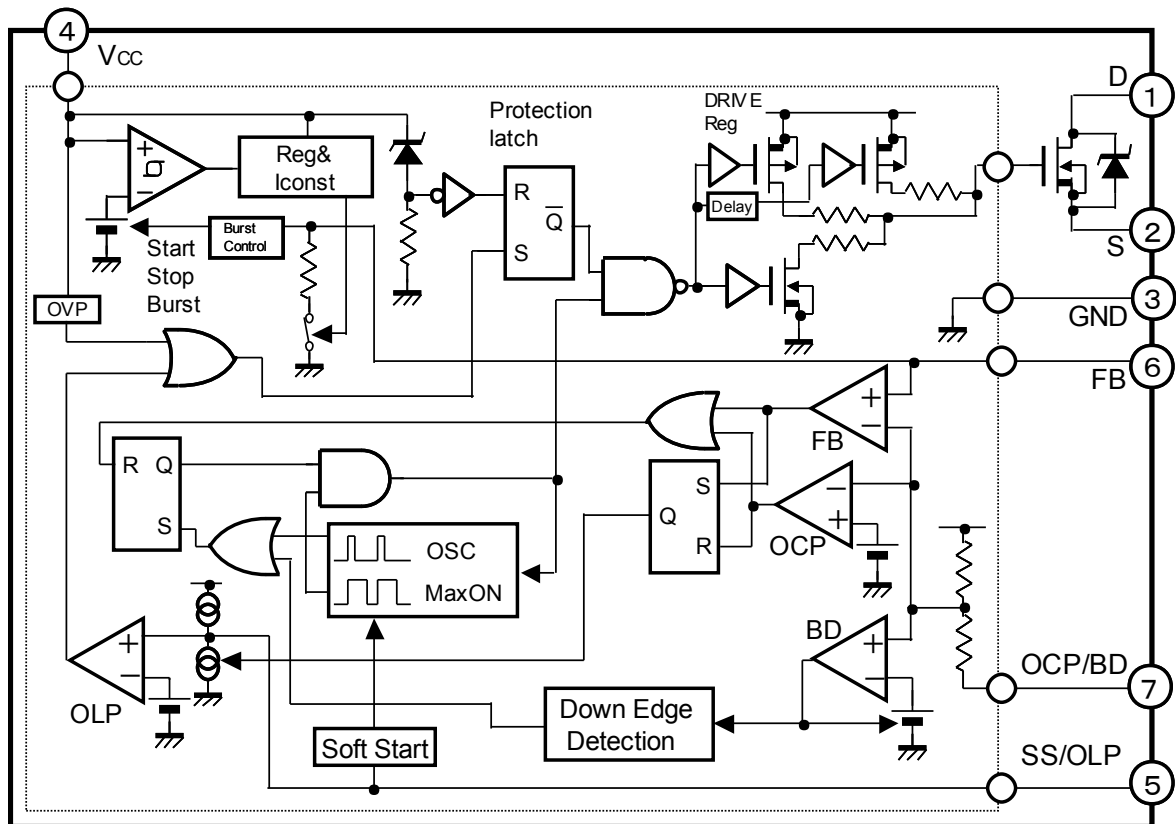 4
VCC
D
1
Protection
latch
DRIVE
Reg
+
−
Reg&
Iconst
R
Q
S
Delay
Burst
Control
Start
Stop
Burst
S
2
OVP
3
GND
6
FB
+
−
FB
R
Q
S
S
Q
R
−
+
OCP
OSC
MaxON
+
−
OLP
BD
+
−
OCP/BD
7
Down Edge
Detection
Soft Start
SS/OLP
5